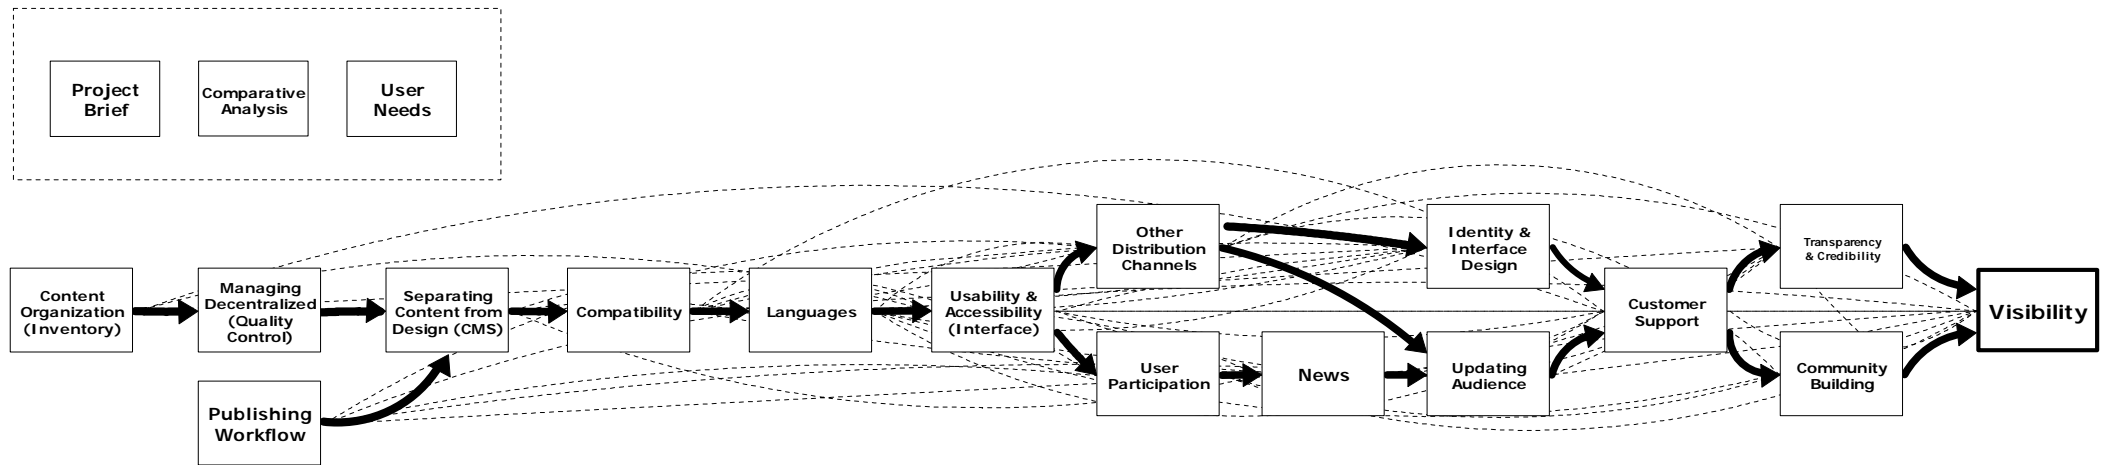 Project
Brief
Comparative
Analysis
User
Needs
Content
Organization
(Inventory)
Managing
Decentralized
(Quality
Control)
Publishing
Workflow
Separating
Content from
Design (CMS)
Compatibility
Languages
Usability &
Accessibility
(Interface)
Other
Distribution
Channels
User
Participation
News
Identity &
Interface
Design
Updating
Audience
Customer
Support
Transparency
& Credibility
Community
Building
Visibility